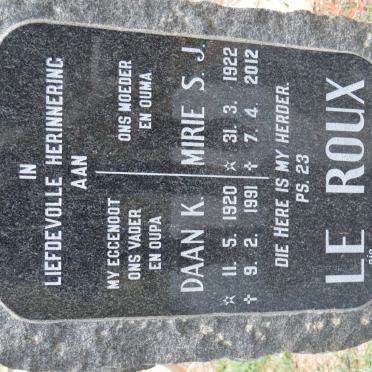 IN
LIEFDEVOLLE HERINNERING
AAN
MY EGGENOOT
ONS VADER
EN OUPA
ONS MOEDER
EN OUMA
DAAN K.
☆ 11. 5. 1920
✝ 9. 2. 1991
MIRIE S. J.
☆ 31. 3. 1922
✝ 7. 4. 2012
DIE HERE IS MY HERDER.
PS. 23
LE ROUX